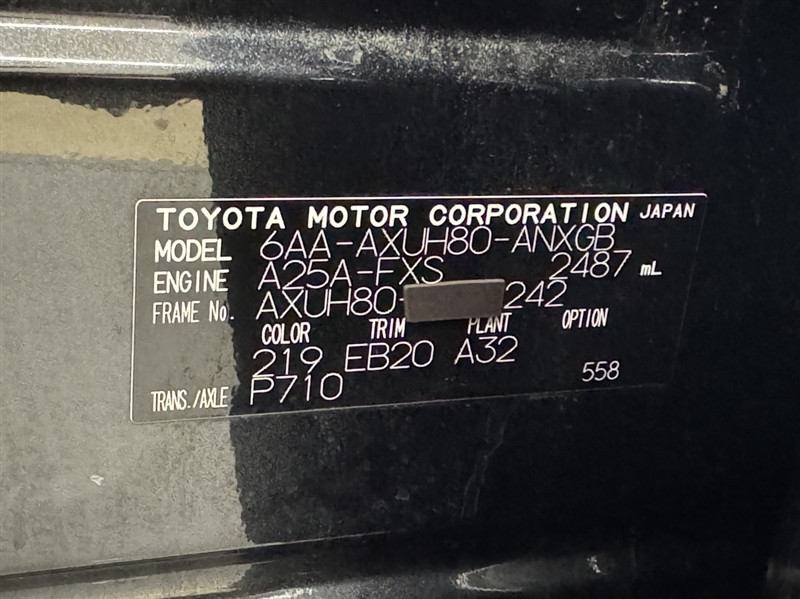 TOYOTA MOTOR CORPORATION JAPAN
MODEL 6AA-AXUH80-ANXGB
ENGINE A25A-FXS 2487 mL
FRAME No. AXUH80- 242
COLOR TRIM PLANT OPTION
219 EB20 A32
TRANS./AXLE P710 558